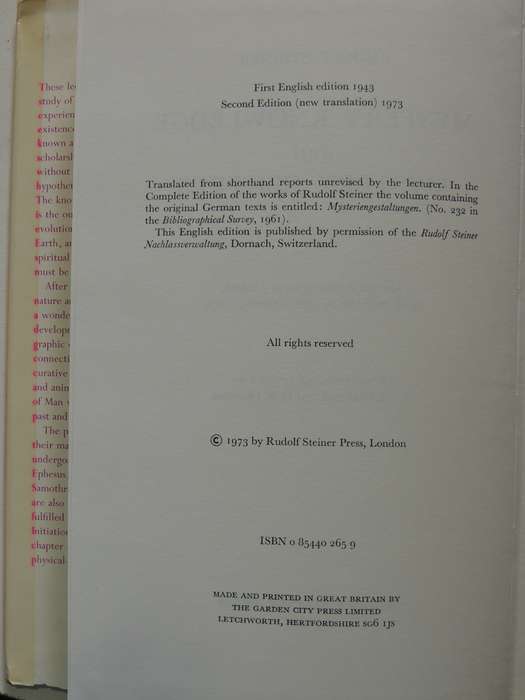 These le
study of
experien
existenc
known a
scholarsh
without
hypothe
The kno
is the ou
evolution
Earth, a
spiritual
must be
After
nature a
a wonde
develop
graphic
connecti
curative
and anin
of Man
past and
The p
their ma
undergo
Ephesus,
Samothr
are also
fulfilled
Initiation
chapter
physical
First English edition 1943
Second Edition (new translation) 1973
Translated from shorthand reports unrevised by the lecturer. In the
Complete Edition of the works of Rudolf Steiner the volume containing
the original German texts is entitled: Mysteriengestaltungen. (No. 232 in
the Bibliographical Survey, 1961).
This English edition is published by permission of the Rudolf Steiner
Nachlassverwaltung, Dornach, Switzerland.
All rights reserved
© 1973 by Rudolf Steiner Press, London
ISBN 0 85440 265 9
MADE AND PRINTED IN GREAT BRITAIN BY
THE GARDEN CITY PRESS LIMITED
LETCHWORTH, HERTFORDSHIRE SG6 1JS